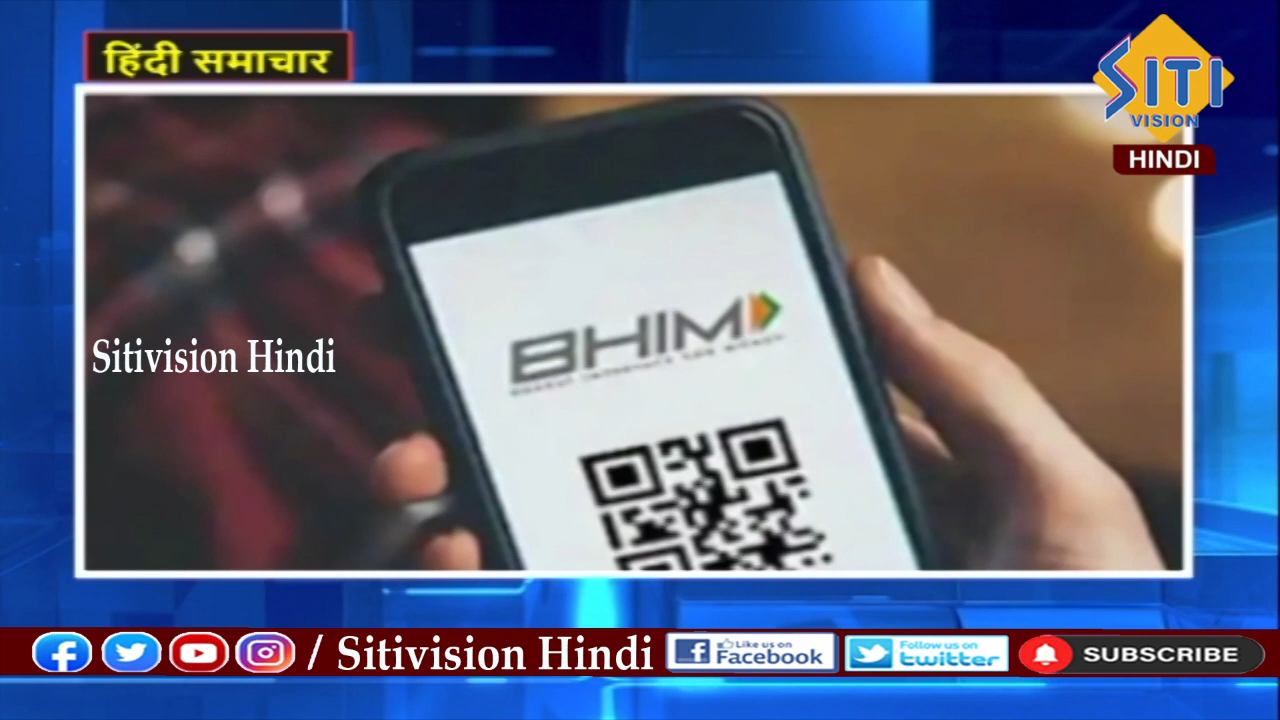 हिंदी समाचार
SITI
VISION
HINDI
BHIM
Sitivision Hindi
/ Sitivision Hindi
Like us on
Facebook
Follow us on
twitter
SUBSCRIBE